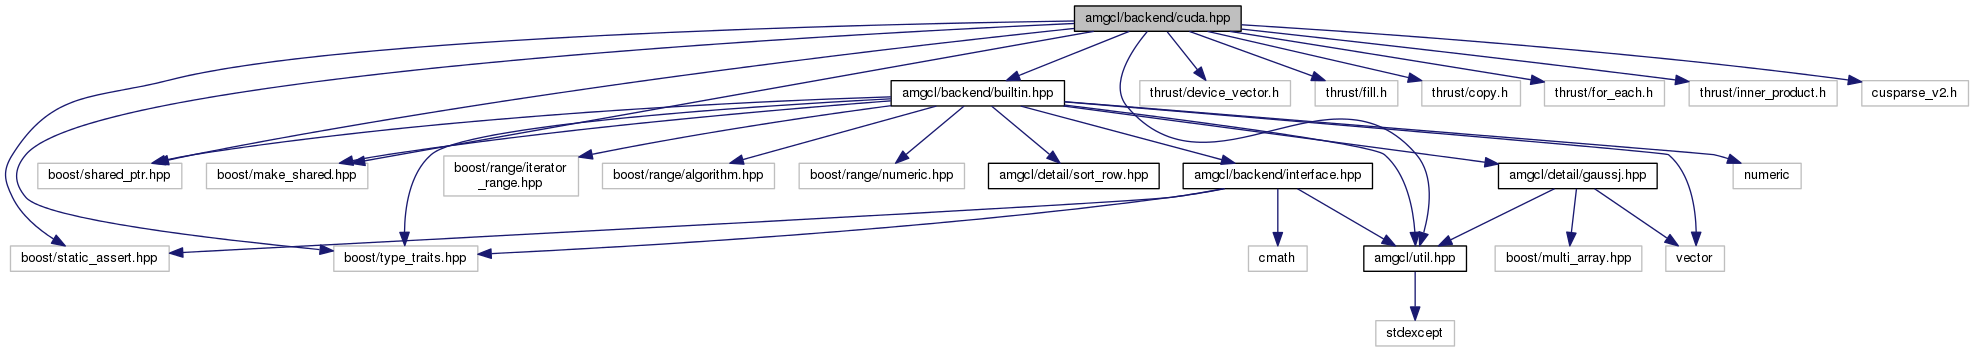 amgcl/backend/cuda.hpp
amgcl/backend/builtin.hpp
thrust/device_vector.h
thrust/fill.h
thrust/copy.h
thrust/for_each.h
thrust/inner_product.h
cusparse_v2.h
boost/shared_ptr.hpp
boost/make_shared.hpp
boost/range/iterator
_range.hpp
boost/range/algorithm.hpp
boost/range/numeric.hpp
amgcl/detail/sort_row.hpp
amgcl/backend/interface.hpp
amgcl/detail/gaussj.hpp
numeric
boost/static_assert.hpp
boost/type_traits.hpp
cmath
amgcl/util.hpp
boost/multi_array.hpp
vector
stdexcept